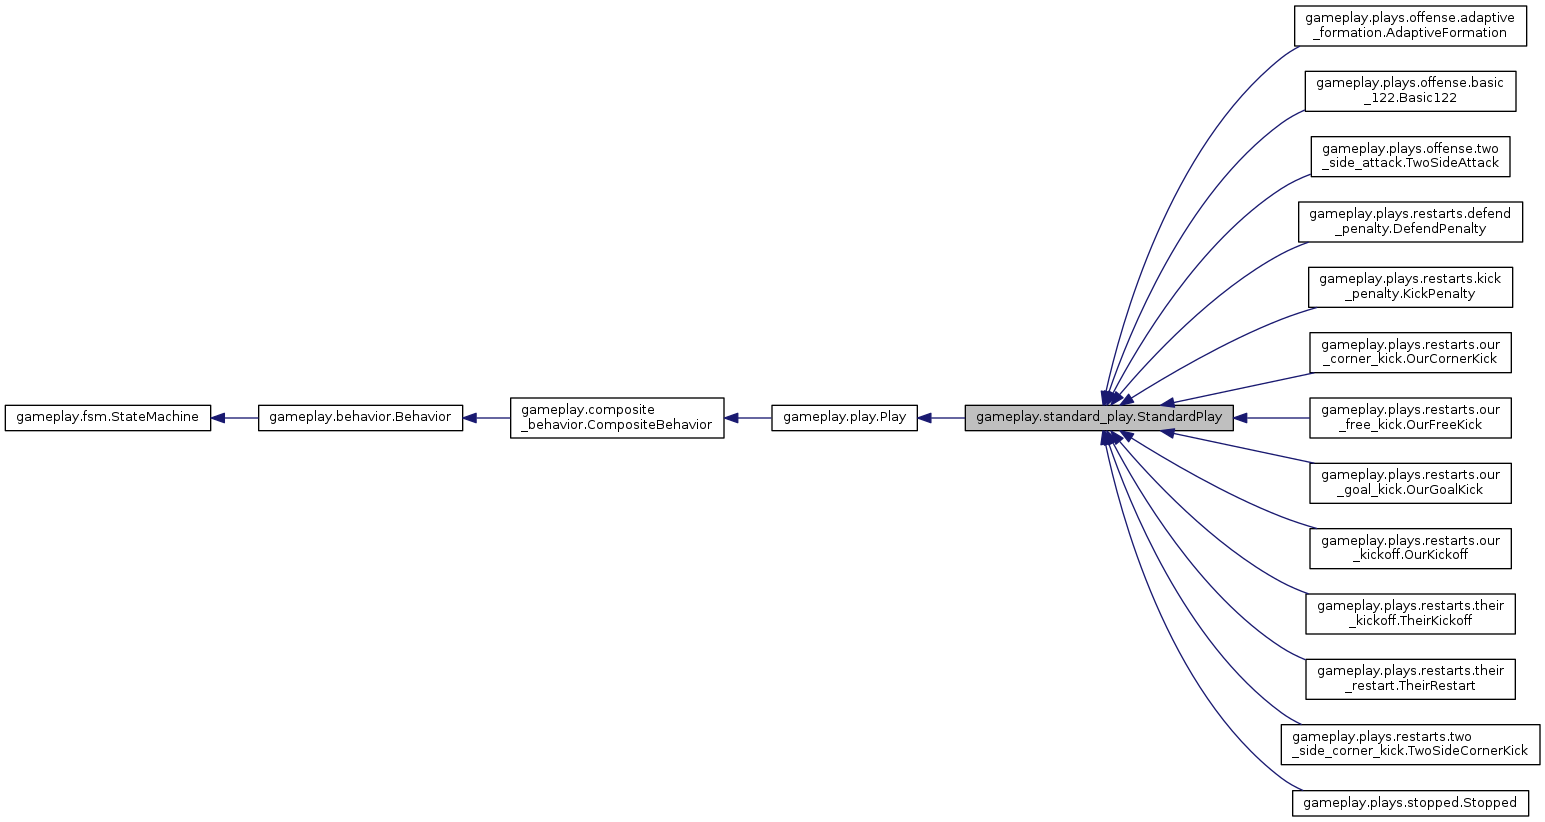 gameplay.plays.offense.adaptive
_formation.AdaptiveFormation
gameplay.plays.offense.basic
_122.Basic122
gameplay.plays.offense.two
_side_attack.TwoSideAttack
gameplay.plays.restarts.defend
_penalty.DefendPenalty
gameplay.plays.restarts.kick
_penalty.KickPenalty
gameplay.plays.restarts.our
_corner_kick.OurCornerKick
gameplay.fsm.StateMachine
gameplay.behavior.Behavior
gameplay.composite
_behavior.CompositeBehavior
gameplay.play.Play
gameplay.standard_play.StandardPlay
gameplay.plays.restarts.our
_free_kick.OurFreeKick
gameplay.plays.restarts.our
_goal_kick.OurGoalKick
gameplay.plays.restarts.our
_kickoff.OurKickoff
gameplay.plays.restarts.their
_kickoff.TheirKickoff
gameplay.plays.restarts.their
_restart.TheirRestart
gameplay.plays.restarts.two
_side_corner_kick.TwoSideCornerKick
gameplay.plays.stopped.Stopped